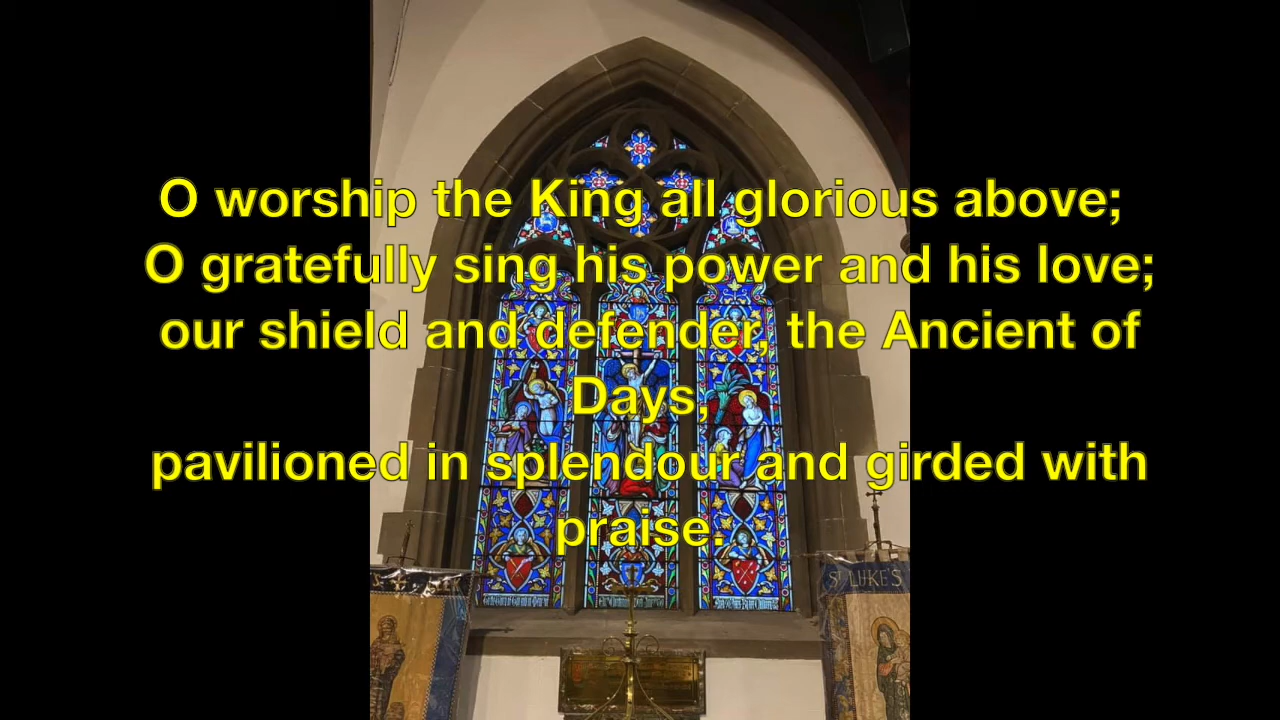 O worship the King all glorious above;
O gratefully sing his power and his love;
our shield and defender, the Ancient of
Days,
pavilioned in splendour and girded with
praise.
ST LUKE'S